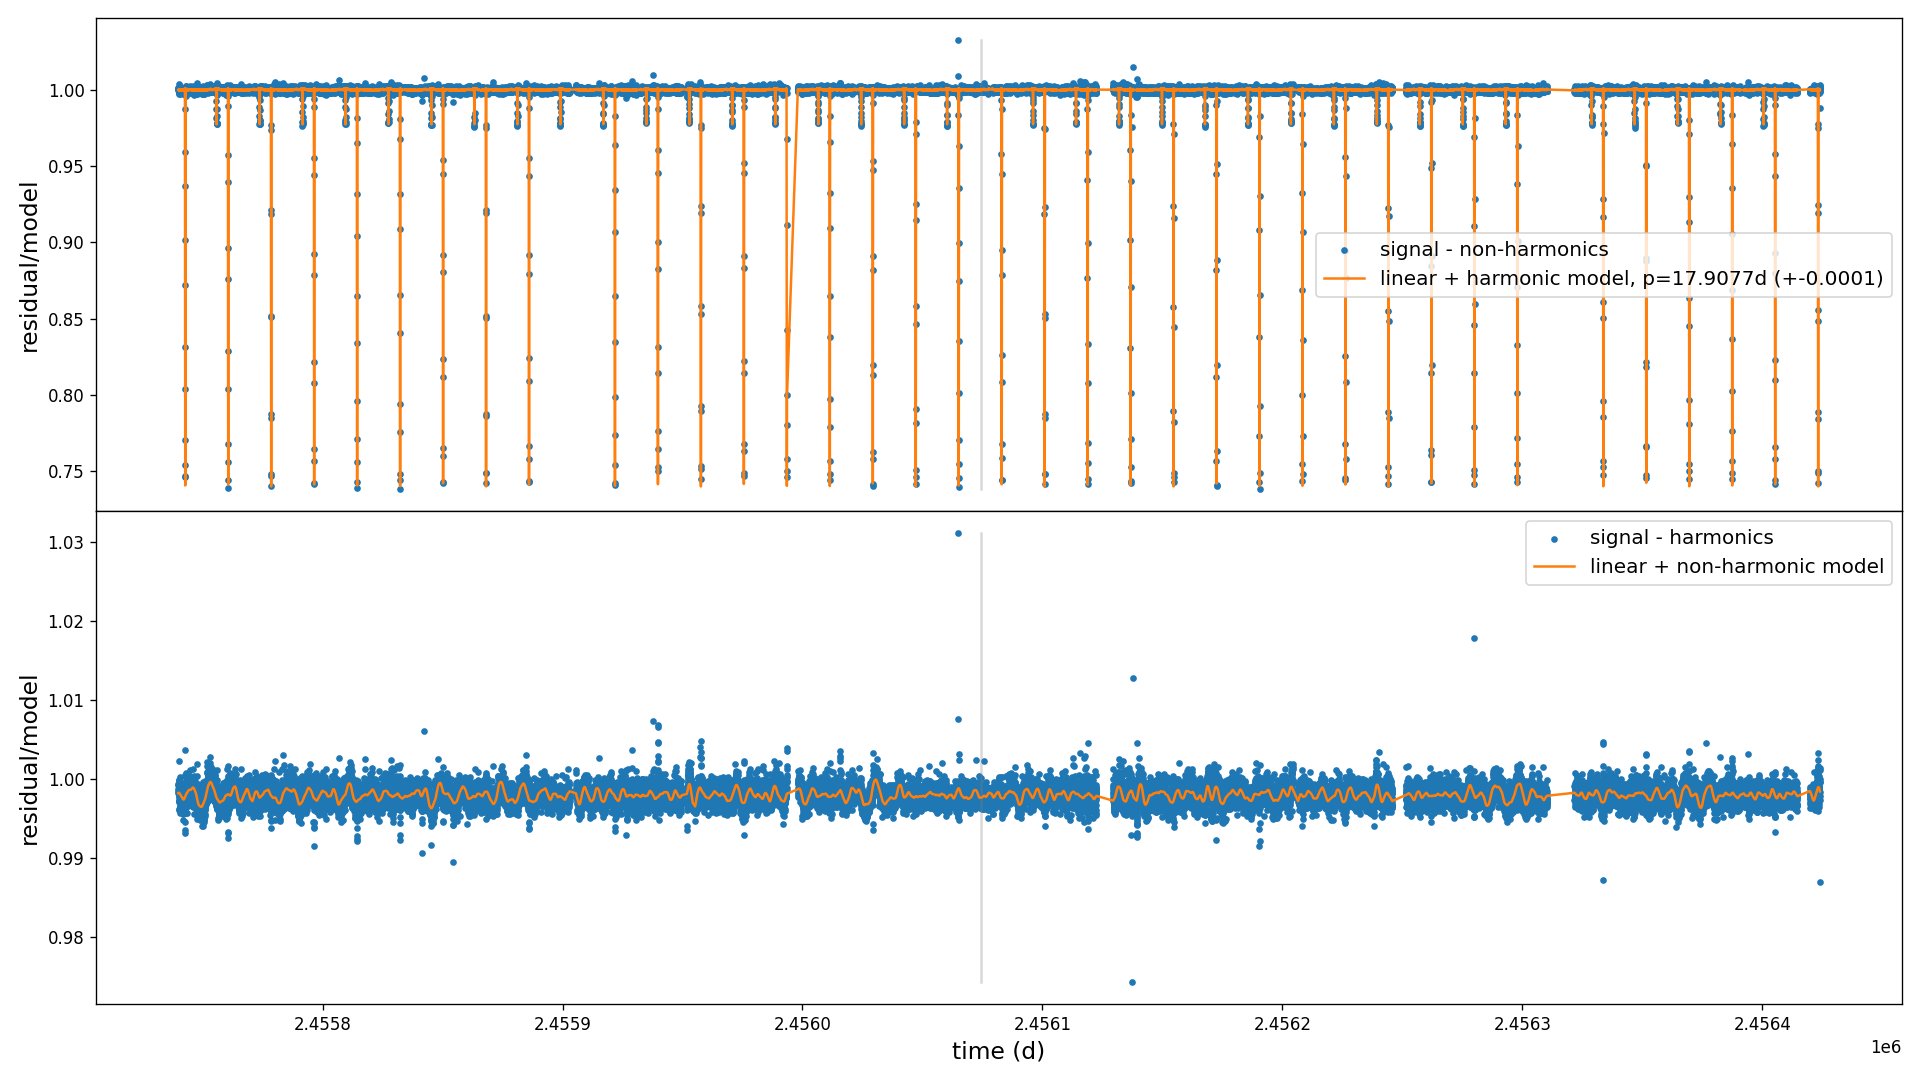 residual/model
1.00
0.95
0.90
0.85
0.80
0.75
signal - non-harmonics
linear + harmonic model, p=17.9077d (+-0.0001)
residual/model
1.03
1.02
1.01
1.00
0.99
0.98
signal - harmonics
linear + non-harmonic model
2.4558
2.4559
2.4560
2.4561
2.4562
2.4563
2.4564
time (d)
1e6